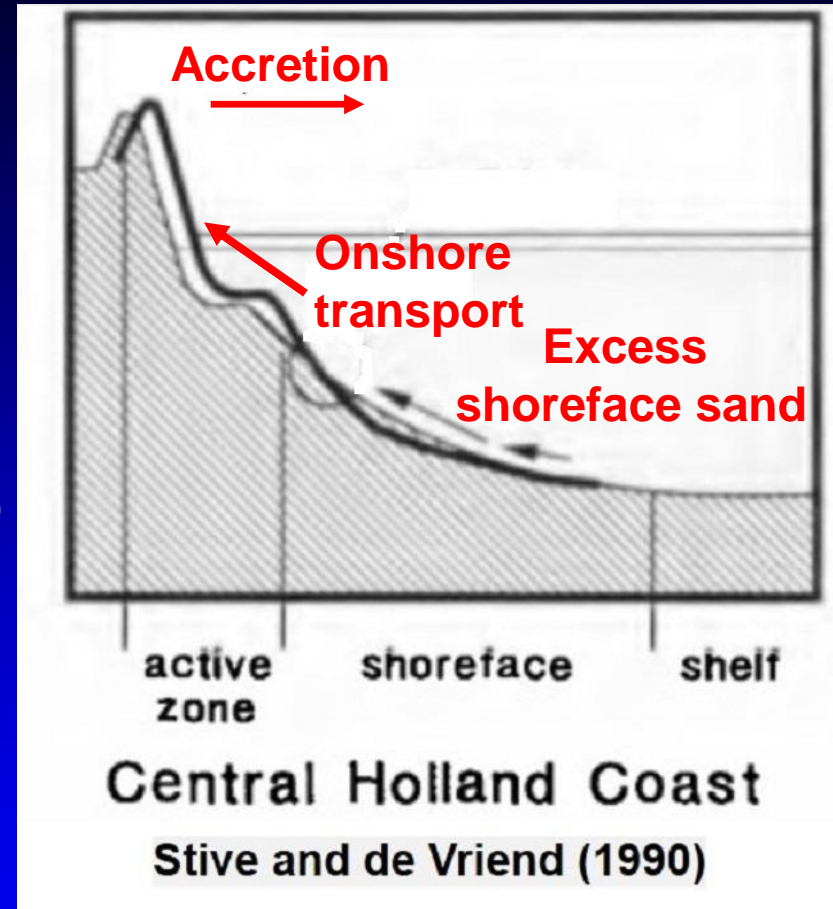 Accretion
Onshore
transport
Excess
shoreface sand
active
zone
shoreface
shelf
Central Holland Coast
Stive and de Vriend (1990)